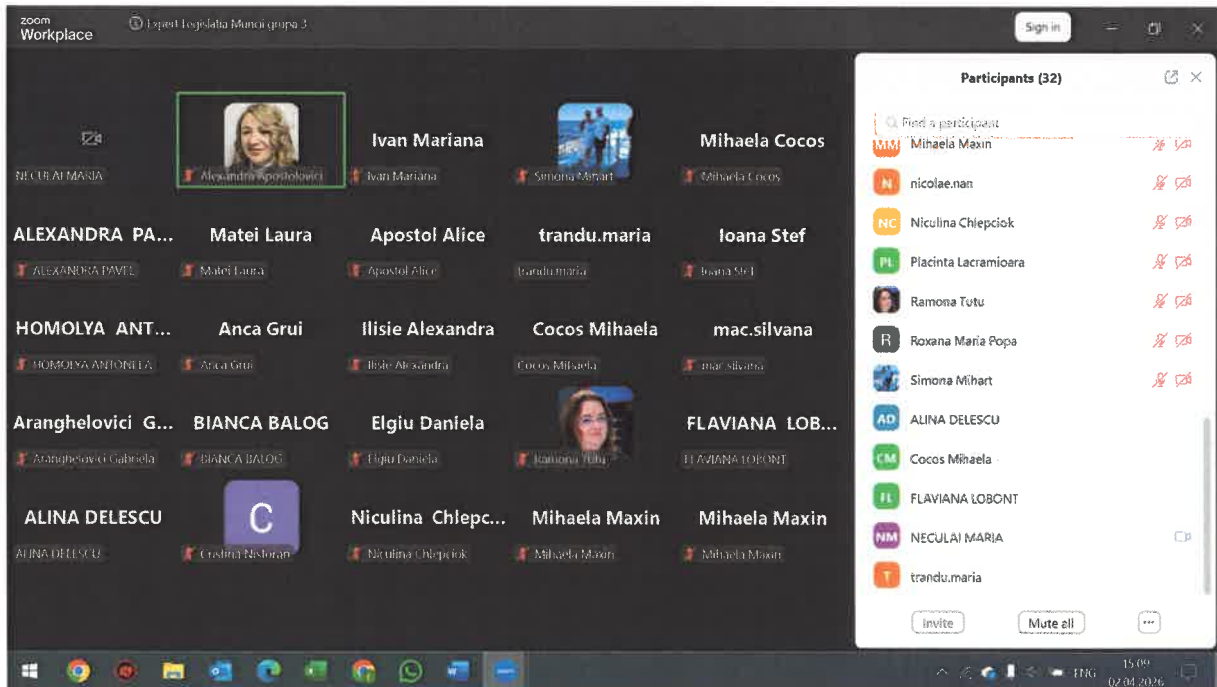 zoom
Workplace
Expert Legislatia Muncii grupa 3
Sign in
NECULAI MARIA
Alexandra Apostolovici
Ivan Mariana
Ivan Mariana
Simona Mihart
Mihaela Cocos
Mihaela Cocos
ALEXANDRA PA...
ALEXANDRA PAVEL
Matei Laura
Matei Laura
Apostol Alice
Apostol Alice
trandu.maria
trandu.maria
Ioana Stef
Ioana Stef
HOMOLYA ANT...
HOMOLYA ANTONELA
Anca Grui
Anca Grui
Ilisie Alexandra
Ilisie Alexandra
Cocos Mihaela
Cocos Mihaela
mac.silvana
mac.silvana
Aranghelovici G...
Aranghelovici Gabriela
BIANCA BALOG
BIANCA BALOG
Elgiu Daniela
Elgiu Daniela
Ramona Tutu
FLAVIANA LOB...
FLAVIANA LOBONT
ALINA DELESCU
ALINA DELESCU
C
Cristina Nistoran
Niculina Chlepc...
Niculina Chlepciok
Mihaela Maxin
Mihaela Maxin
Mihaela Maxin
Mihaela Maxin
Participants (32)
Find a participant
MM Mihaela Maxin
N nicolae.nan
NC Niculina Chlepciok
PL Placinta Lacramioara
Ramona Tutu
R Roxana Maria Popa
Simona Mihart
AD ALINA DELESCU
CM Cocos Mihaela
FL FLAVIANA LOBONT
NM NECULAI MARIA
T trandu.maria
Invite
Mute all
ENG
15:09
02.04.2026